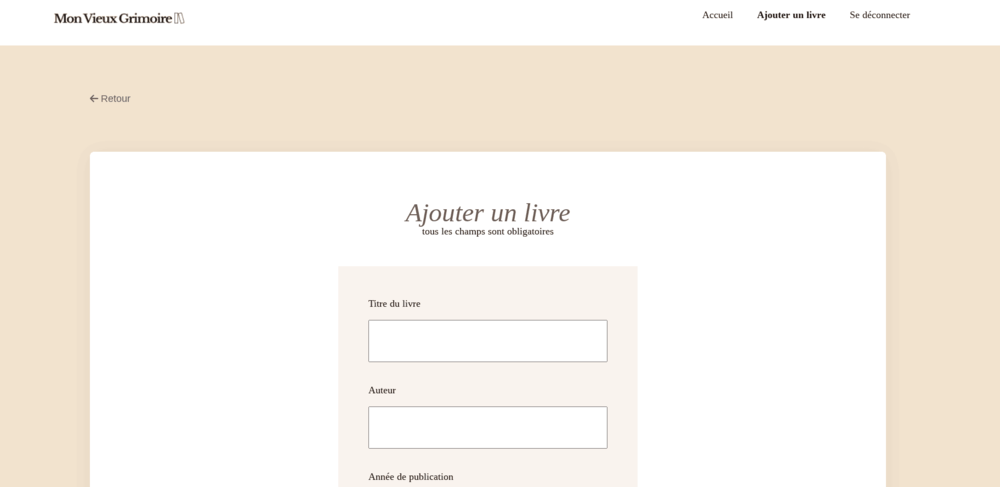 Mon Vieux Grimoire
Accueil
Ajouter un livre
Se déconnecter
← Retour
Ajouter un livre
tous les champs sont obligatoires
Titre du livre
Auteur
Année de publication